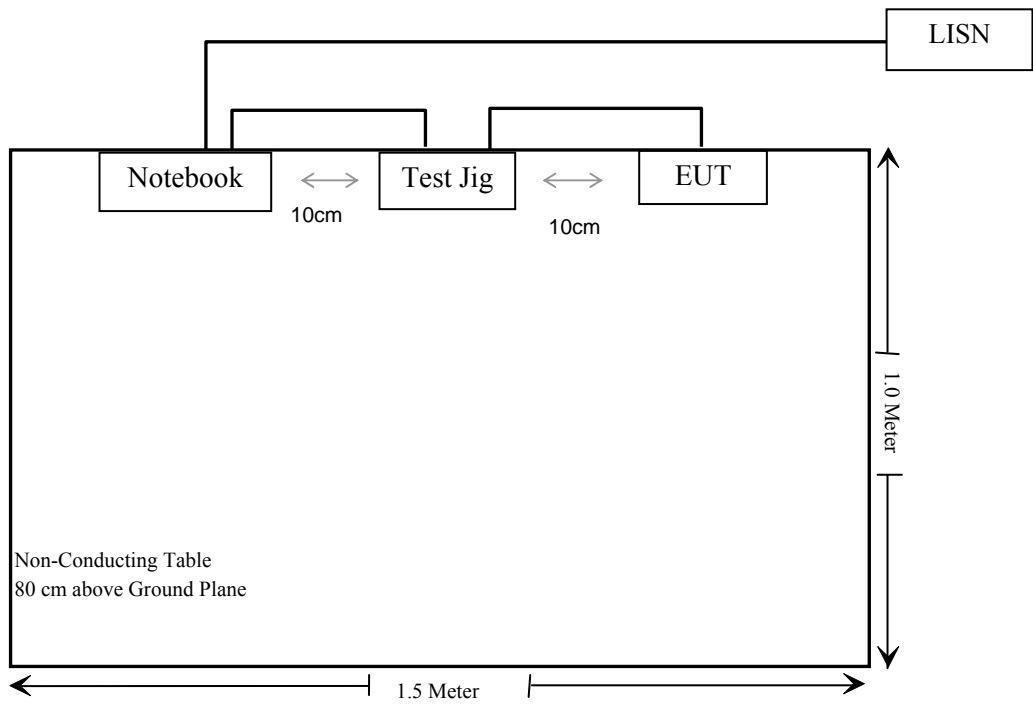 LISN
Notebook
Test Jig
EUT
10cm
10cm
1.0 Meter
Non-Conducting Table
80 cm above Ground Plane
1.5 Meter